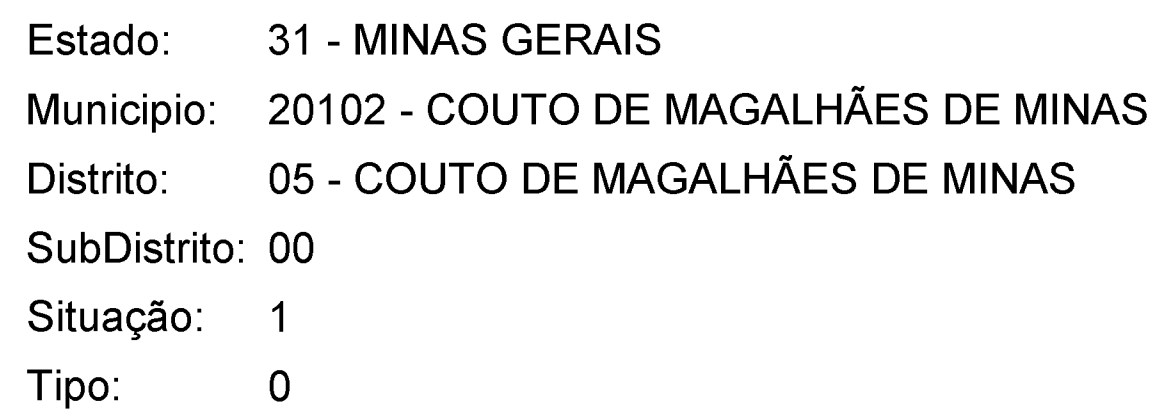 Estado: 31 - MINAS GERAIS
Municipio: 20102 - COUTO DE MAGALHÃES DE MINAS
Distrito: 05 - COUTO DE MAGALHÃES DE MINAS
SubDistrito: 00
Situação: 1
Tipo: 0